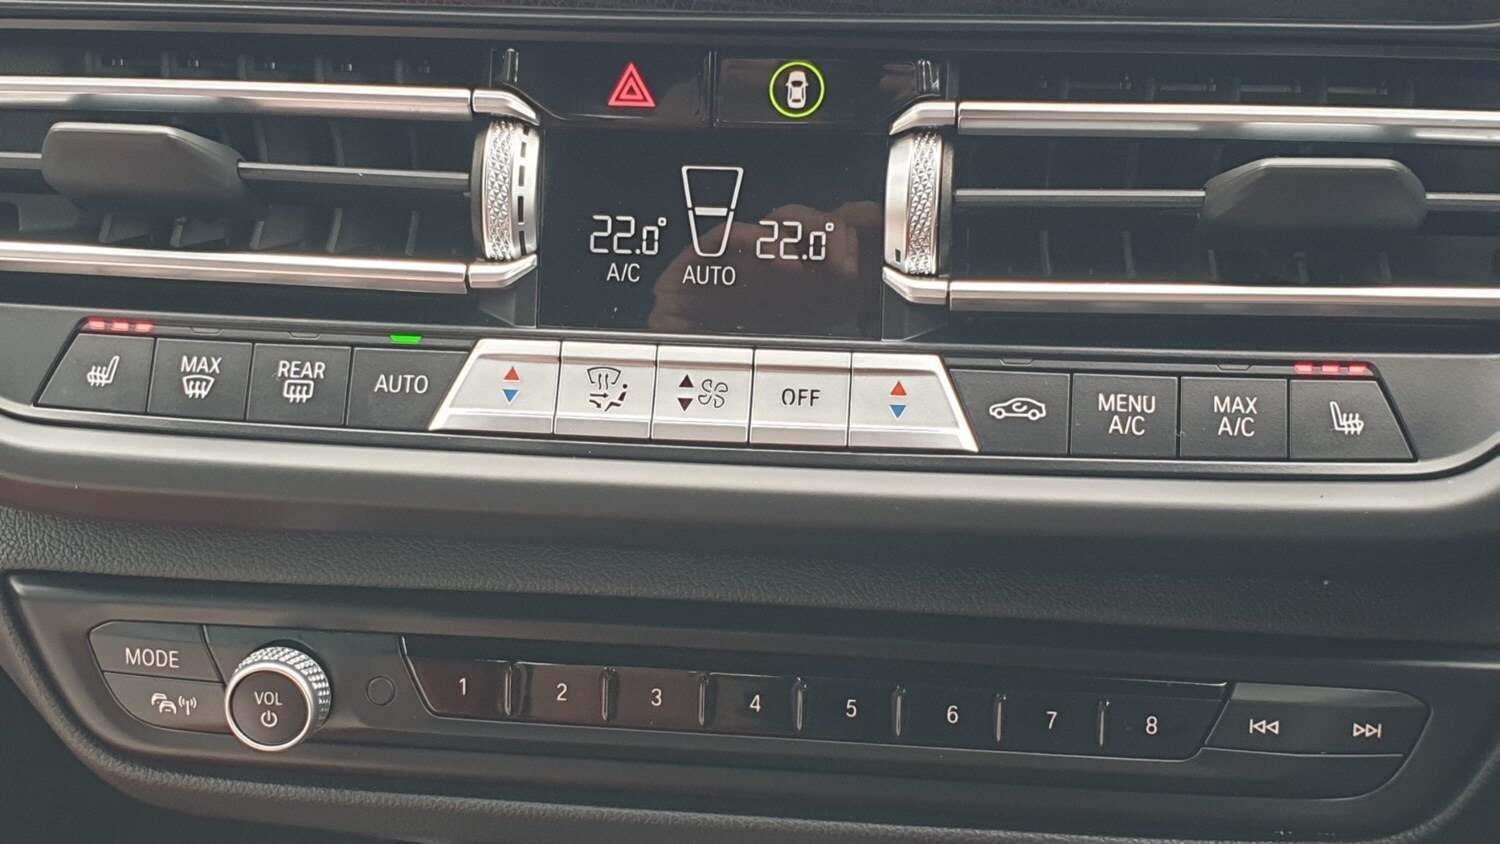 22.0°
22.0°
A/C
AUTO
MAX
REAR
AUTO
OFF
MENU
A/C
MAX
A/C
MODE
VOL
1
2
3
4
5
6
7
8